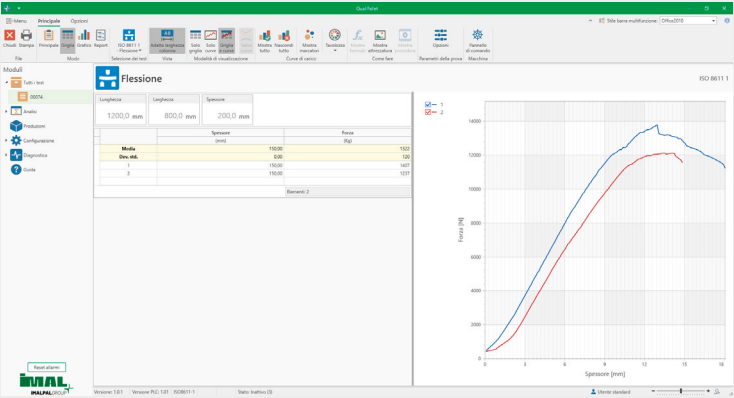 Qual Palet
Menu Principale Opzioni
Stile barra multifunzione: Office2010
Chiudi Stampa Principale Griglia Grafico Report ISO 8611 1 - Flessione Adatta larghezza colonne Solo griglia Solo curve Griglia e curve Mostra tutto Nascondi tutto Mostra marcatori Tavolozza Mostra attrezzatura Opzioni Pannello di comando
File Modo Selezione dei test Vista Modalità di visualizzazione Curve di carico Come fare Parametri della prova Macchina
Moduli
Tutti i test
00074
Analisi
Produzioni
Configurazione
Diagnostica
Guida
Reset allarmi
IMAL
IMALPALGROUP
Flessione
ISO 8611 1
Lunghezza Larghezza Spessore
1200,0 mm 800,0 mm 200,0 mm
Spessore Forza
(mm) (Kg)
Media 150,00 1322
Dev. std. 0,00 120
1 150,00 1407
2 150,00 1237
Elementi: 2
1
2
Forza [N]
14000
12000
10000
8000
6000
4000
2000
0
0 3 6 9 12 15 18
Spessore [mm]
Versione: 1.0.1 Versione PLC: 1.01 ISO8611-1 Stato: Inattivo (0) Utente standard